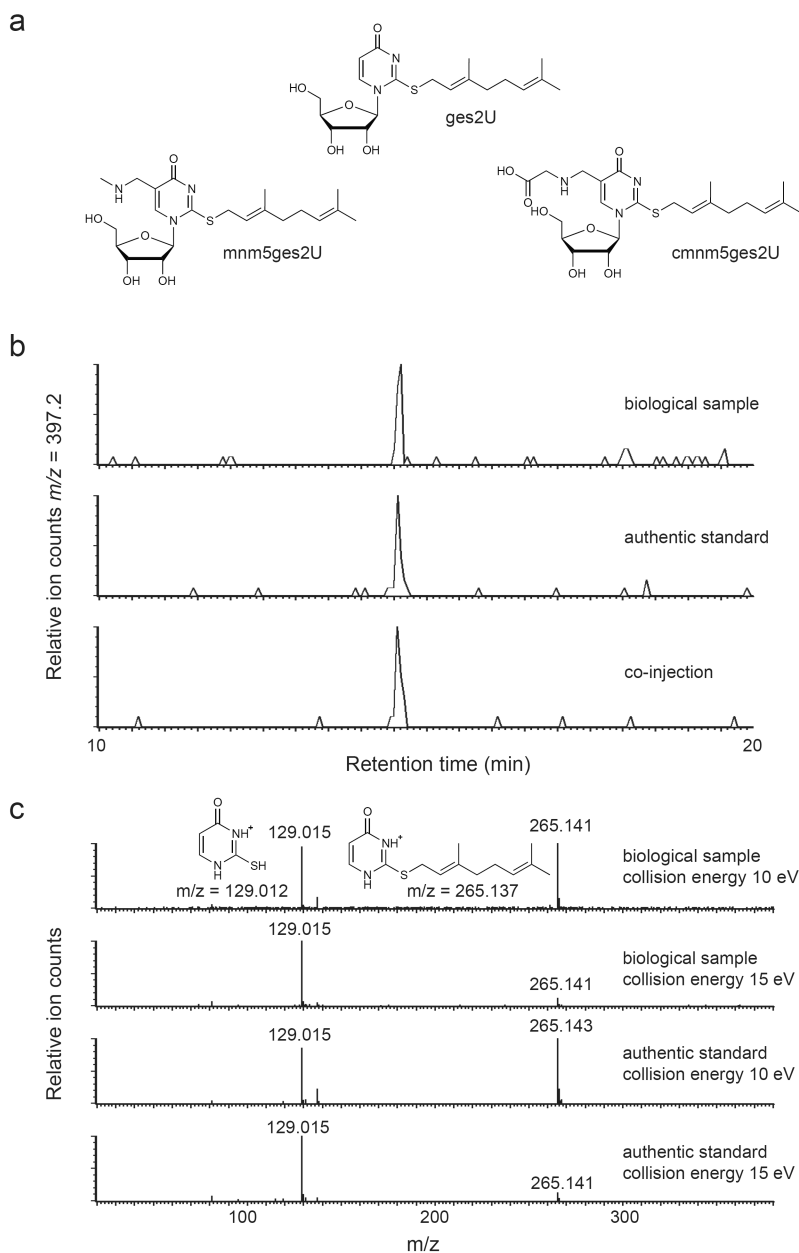 a
O
N
N
S
HO
O
OH OH
ges2U
O
N
H
N
N
S
HO
O
OH OH
mnm5ges2U
HO
O
N
H
O
N
N
S
HO
O
OH OH
cmnm5ges2U
b
Relative ion counts m/z = 397.2
biological sample
authentic standard
co-injection
10 20
Retention time (min)
c
Relative ion counts
O
NH+
N
H
SH
m/z = 129.012
129.015
O
NH+
N
H
S
m/z = 265.137
265.141
biological sample
collision energy 10 eV
129.015
265.141
biological sample
collision energy 15 eV
129.015
265.143
authentic standard
collision energy 10 eV
129.015
265.141
authentic standard
collision energy 15 eV
100 200 300
m/z